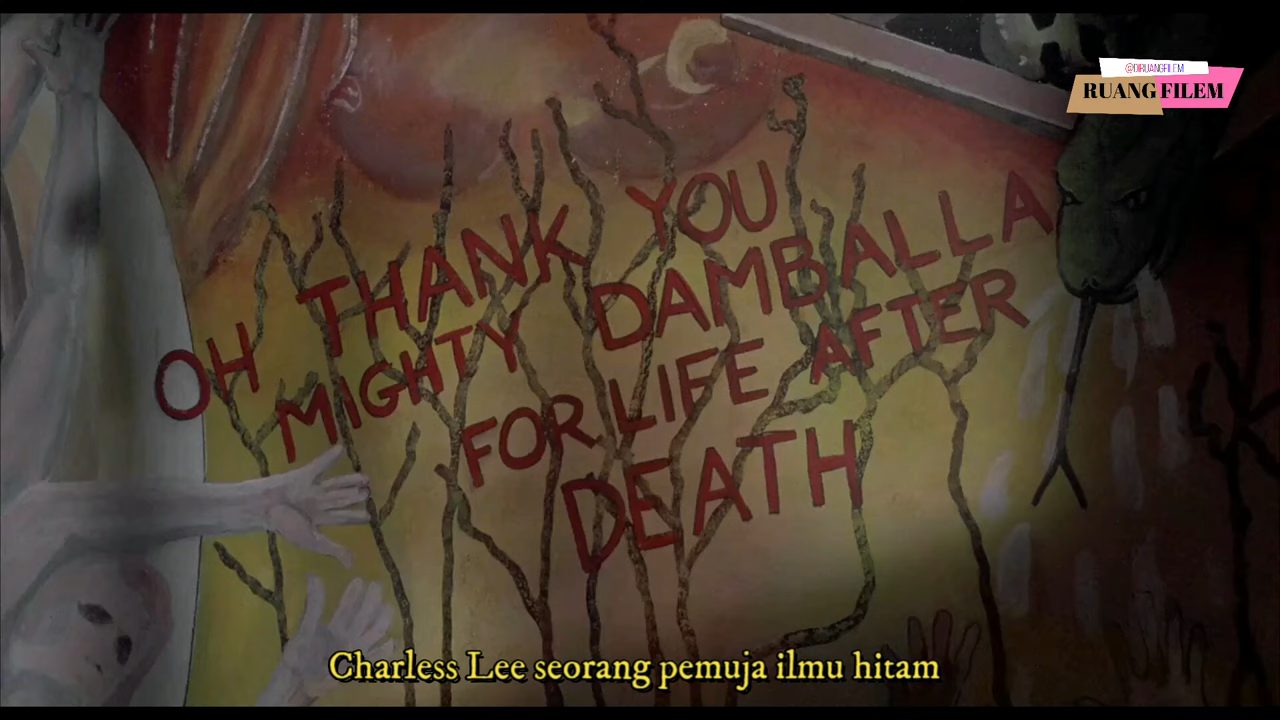 @DIRUANGFILEM
RUANG FILEM
THANK YOU
OH MIGHTY DAMBALLA
FOR LIFE AFTER
DEATH
Charless Lee seorang pemuja ilmu hitam